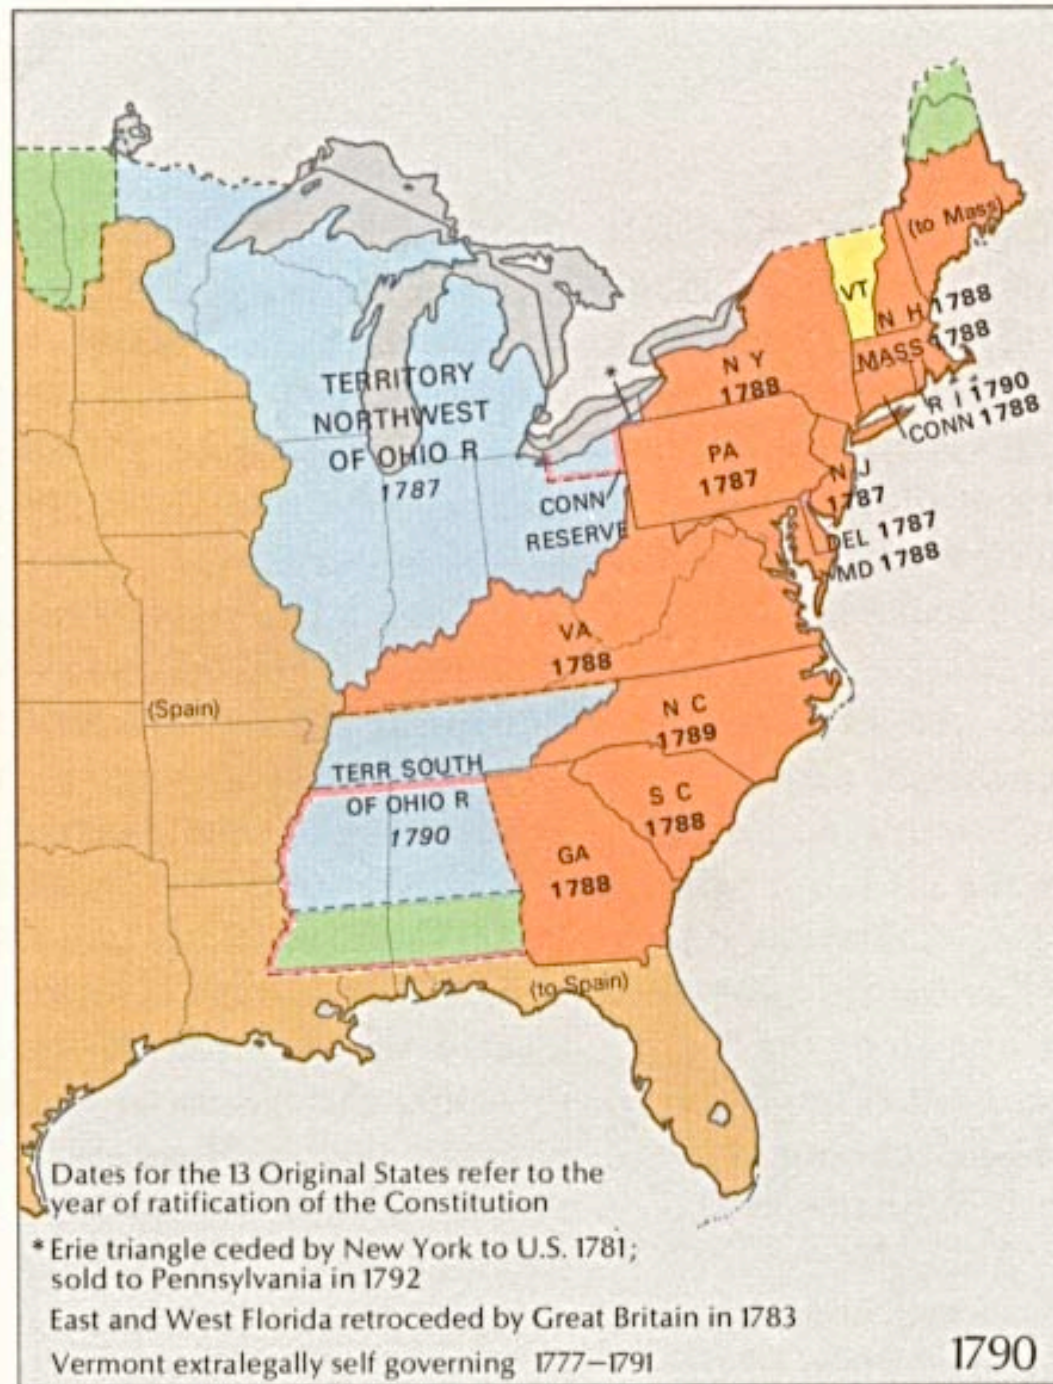 (to Mass)
VT
N H 1788
MASS 1788
N Y
1788
*
R I 1790
CONN 1788
TERRITORY
NORTHWEST
OF OHIO R
1787
PA
1787
N J
1787
CONN
RESERVE
DEL 1787
MD 1788
VA
1788
(Spain)
N C
1789
TERR SOUTH
OF OHIO R
1790
S C
1788
GA
1788
(to Spain)
Dates for the 13 Original States refer to the
year of ratification of the Constitution
* Erie triangle ceded by New York to U.S. 1781;
sold to Pennsylvania in 1792
East and West Florida retroceded by Great Britain in 1783
Vermont extralegally self governing 1777–1791
1790